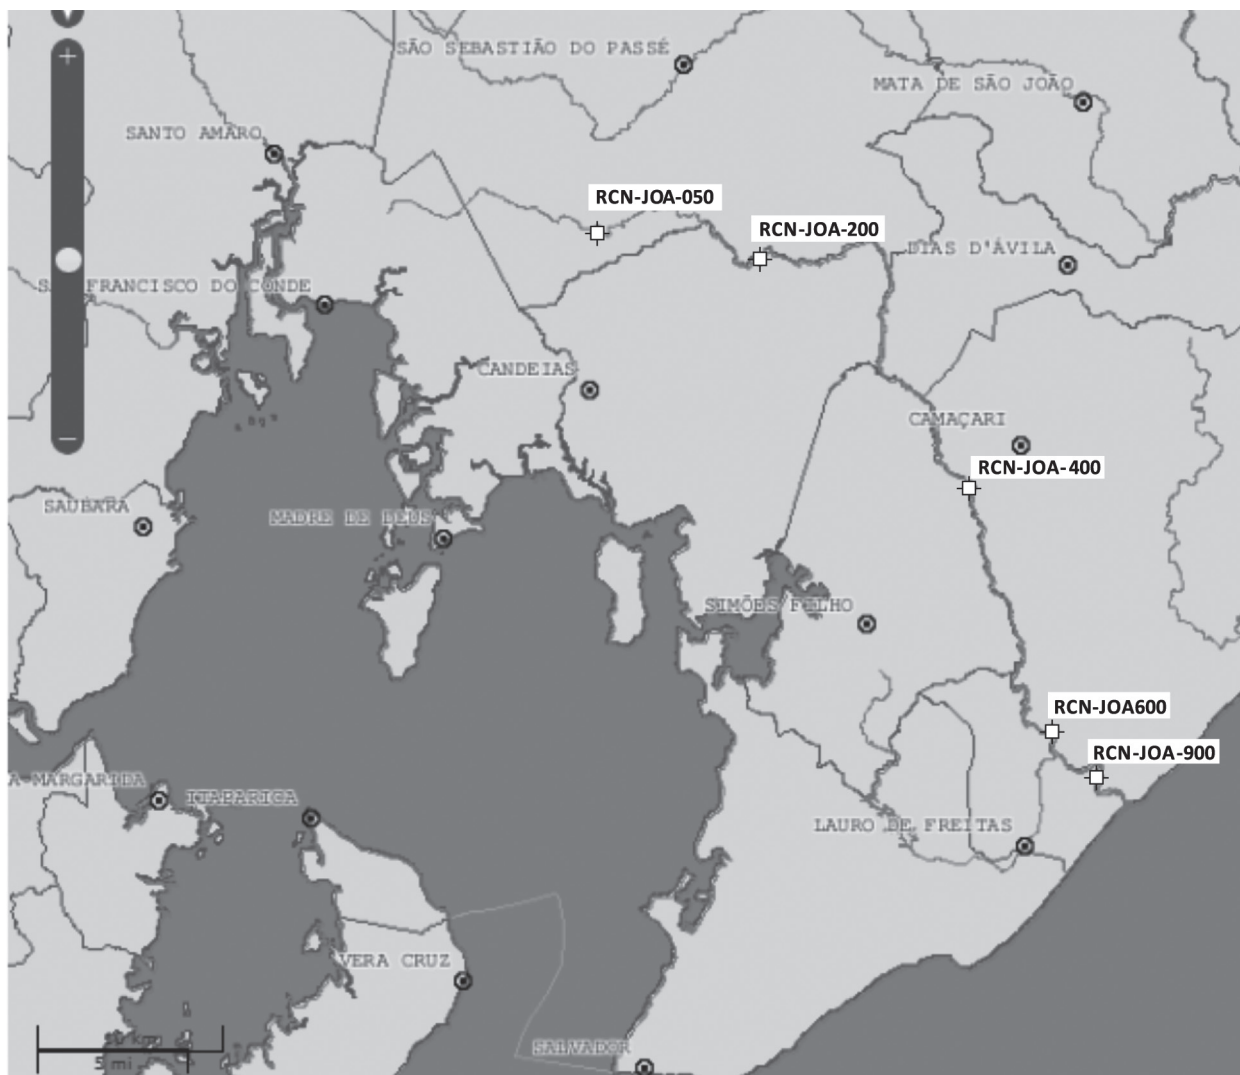 +
SÃO SEBASTIÃO DO PASSÉ
MATA DE SÃO JOÃO
SANTO AMARO
RCN-JOA-050
RCN-JOA-200
DIAS D'ÁVILA
FRANCISCO DO CONDE
CANDEIAS
CAMAÇARI
RCN-JOA-400
SAUBARA
MADRE DE DEUS
SIMÕES FILHO
RCN-JOA600
RCN-JOA-900
A MARGARIDA
ITAPARICA
LAURO DE FREITAS
VERA CRUZ
5 mi
SALVADOR